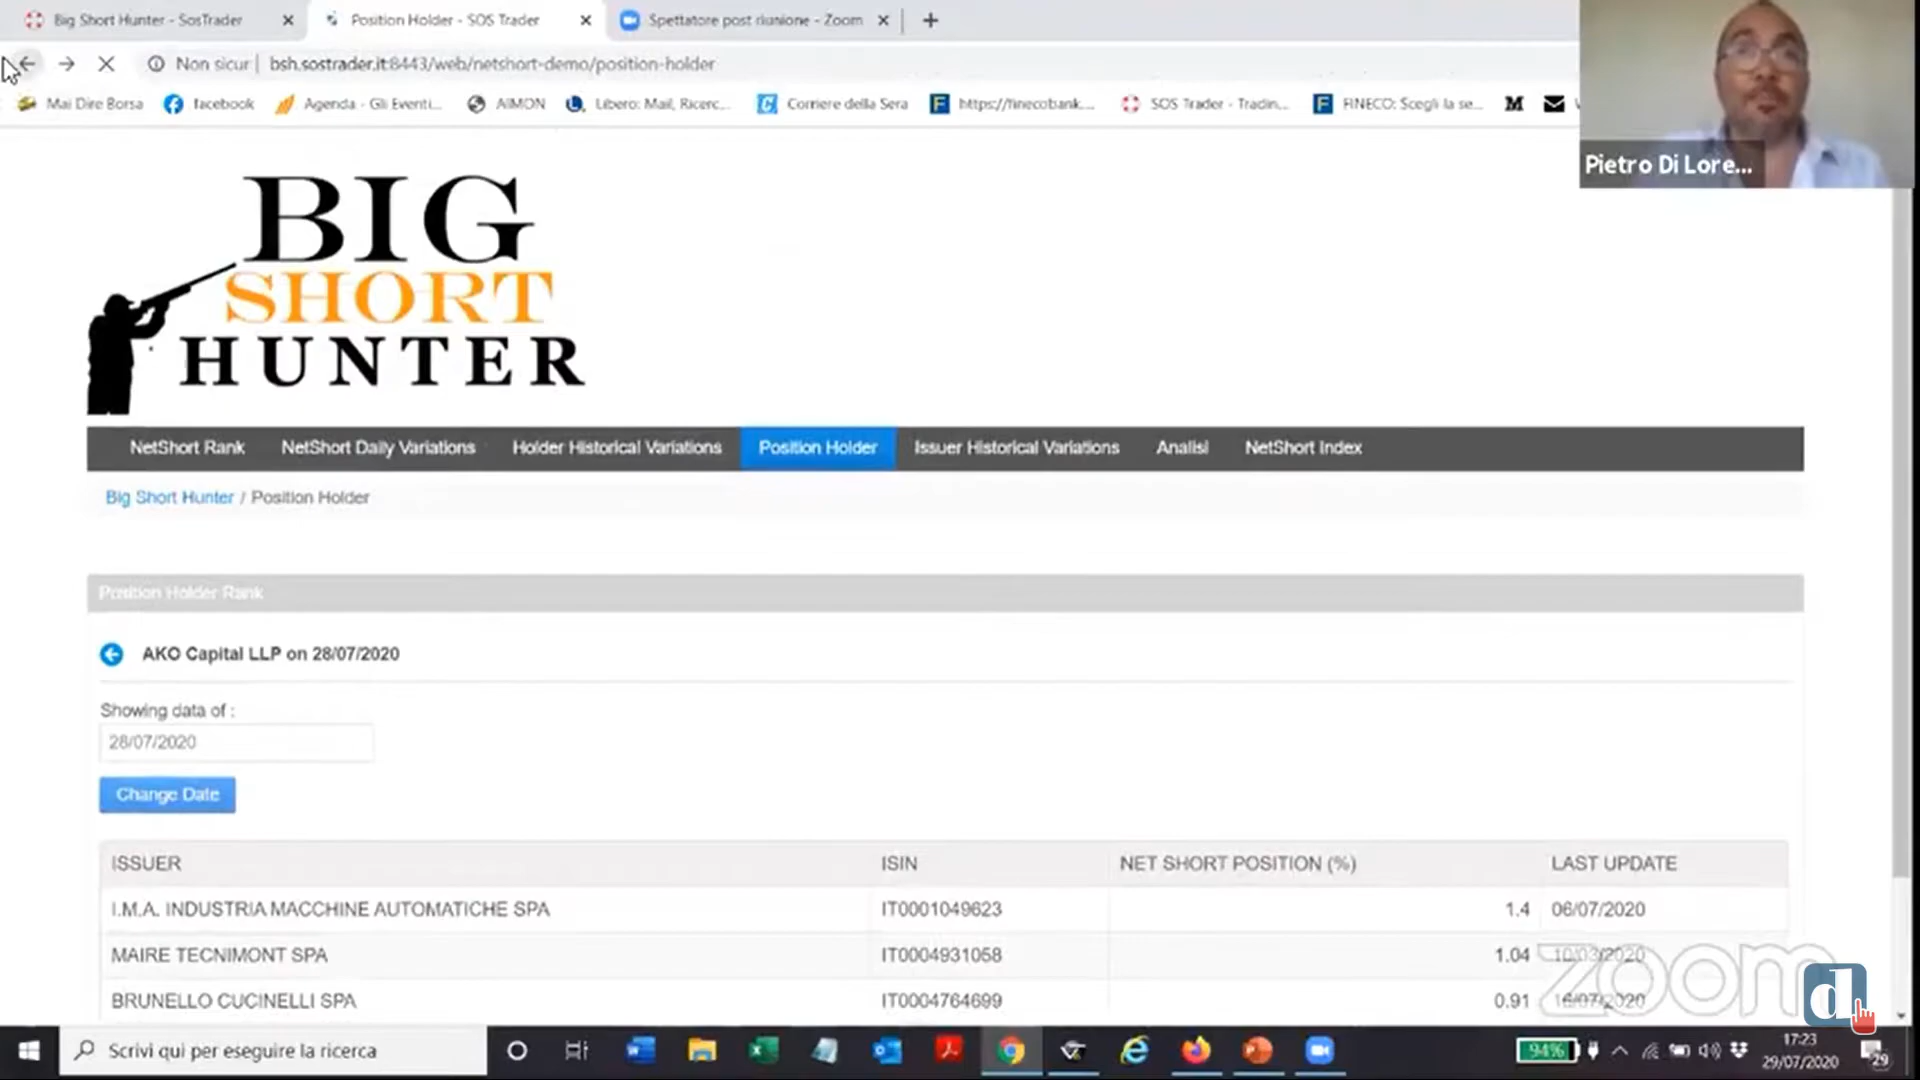 Big Short Hunter - SosTrader
Position Holder - SOS Trader
Spettatore post riunione - Zoom
Non sicur | bsh.sostrader.it:8443/web/netshort-demo/position-holder
Mai Dire Borsa facebook Agenda - Gli Eventi... AIMON Libero: Mail, Ricerc... Corriere della Sera https://finecobank.... SOS Trader - Tradin... FINECO: Scegli la se... M
Pietro Di Lore...
BIG
SHORT
HUNTER
NetShort Rank NetShort Daily Variations Holder Historical Variations Position Holder Issuer Historical Variations Analisi NetShort Index
Big Short Hunter / Position Holder
Position Holder Rank
AKO Capital LLP on 28/07/2020
Showing data of :
28/07/2020
Change Date
ISSUER ISIN NET SHORT POSITION (%) LAST UPDATE
I.M.A. INDUSTRIA MACCHINE AUTOMATICHE SPA IT0001049623 1.4 06/07/2020
MAIRE TECNIMONT SPA IT0004931058 1.04 10/03/2020
BRUNELLO CUCINELLI SPA IT0004764699 0.91 16/07/2020
zoom
d
Scrivi qui per eseguire la ricerca
94%
17:23
29/07/2020
29